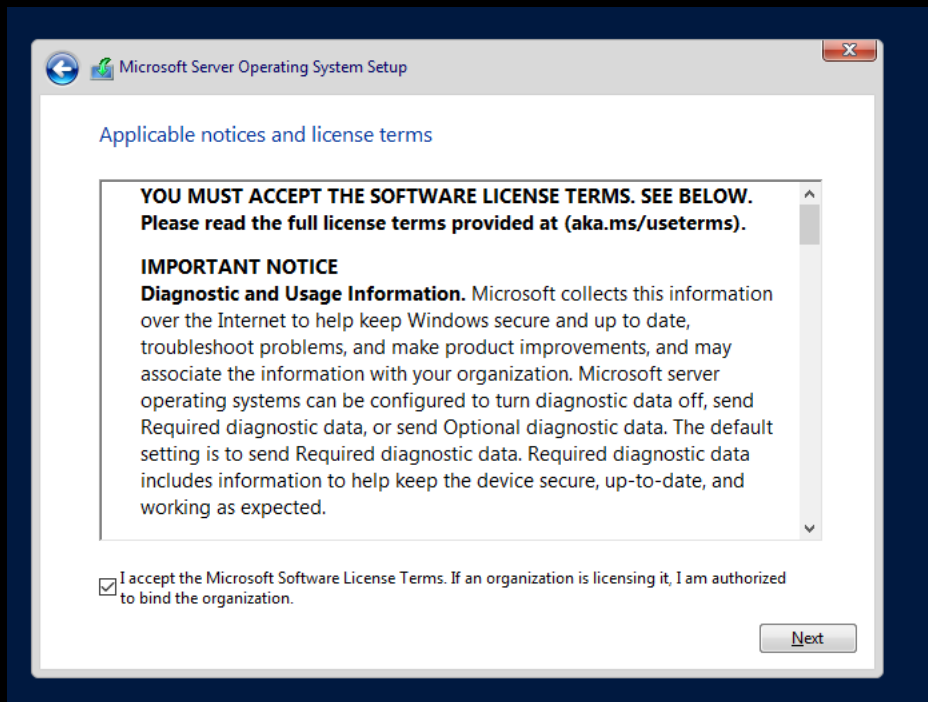 Microsoft Server Operating System Setup
Applicable notices and license terms
YOU MUST ACCEPT THE SOFTWARE LICENSE TERMS. SEE BELOW.
Please read the full license terms provided at (aka.ms/useterms).
IMPORTANT NOTICE
Diagnostic and Usage Information. Microsoft collects this information
over the Internet to help keep Windows secure and up to date,
troubleshoot problems, and make product improvements, and may
associate the information with your organization. Microsoft server
operating systems can be configured to turn diagnostic data off, send
Required diagnostic data, or send Optional diagnostic data. The default
setting is to send Required diagnostic data. Required diagnostic data
includes information to help keep the device secure, up-to-date, and
working as expected.
I accept the Microsoft Software License Terms. If an organization is licensing it, I am authorized
to bind the organization.
Next